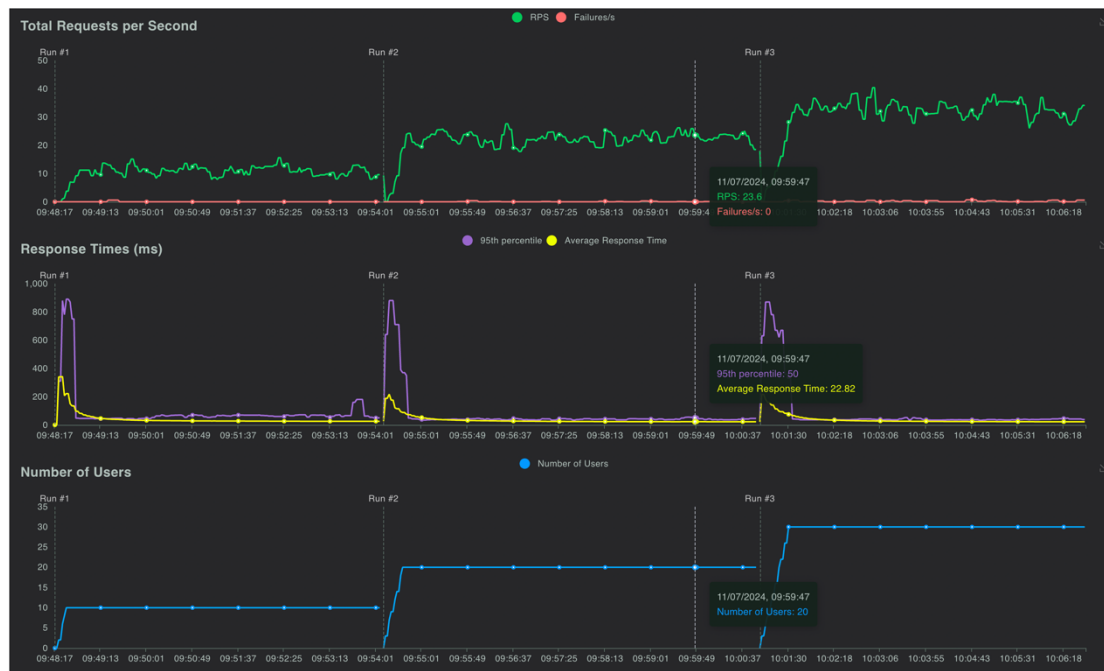 Total Requests per Second
RPS Failures/s
Run #1 Run #2 Run #3
50
40
30
20
10
0
11/07/2024, 09:59:47
RPS: 23.6
Failures/s: 0
09:48:17 09:49:13 09:50:01 09:50:49 09:51:37 09:52:25 09:53:13 09:54:01 09:55:01 09:55:49 09:56:37 09:57:25 09:58:13 09:59:01 09:59:4 10:02:18 10:03:06 10:03:55 10:04:43 10:05:31 10:06:18
Response Times (ms)
95th percentile Average Response Time
Run #1 Run #2 Run #3
1,000
800
600
400
200
0
11/07/2024, 09:59:47
95th percentile: 50
Average Response Time: 22.82
09:48:17 09:49:13 09:50:01 09:50:49 09:51:37 09:52:25 09:53:13 09:54:01 09:55:01 09:55:49 09:56:37 09:57:25 09:58:13 09:59:01 09:59:49 10:00:37 10:01:30 10:02:18 10:03:06 10:03:55 10:04:43 10:05:31 10:06:18
Number of Users
Number of Users
Run #1 Run #2 Run #3
35
30
25
20
15
10
5
0
11/07/2024, 09:59:47
Number of Users: 20
09:48:17 09:49:13 09:50:01 09:50:49 09:51:37 09:52:25 09:53:13 09:54:01 09:55:01 09:55:49 09:56:37 09:57:25 09:58:13 09:59:01 09:59:49 10:00:37 10:01:30 10:02:18 10:03:06 10:03:55 10:04:43 10:05:31 10:06:18